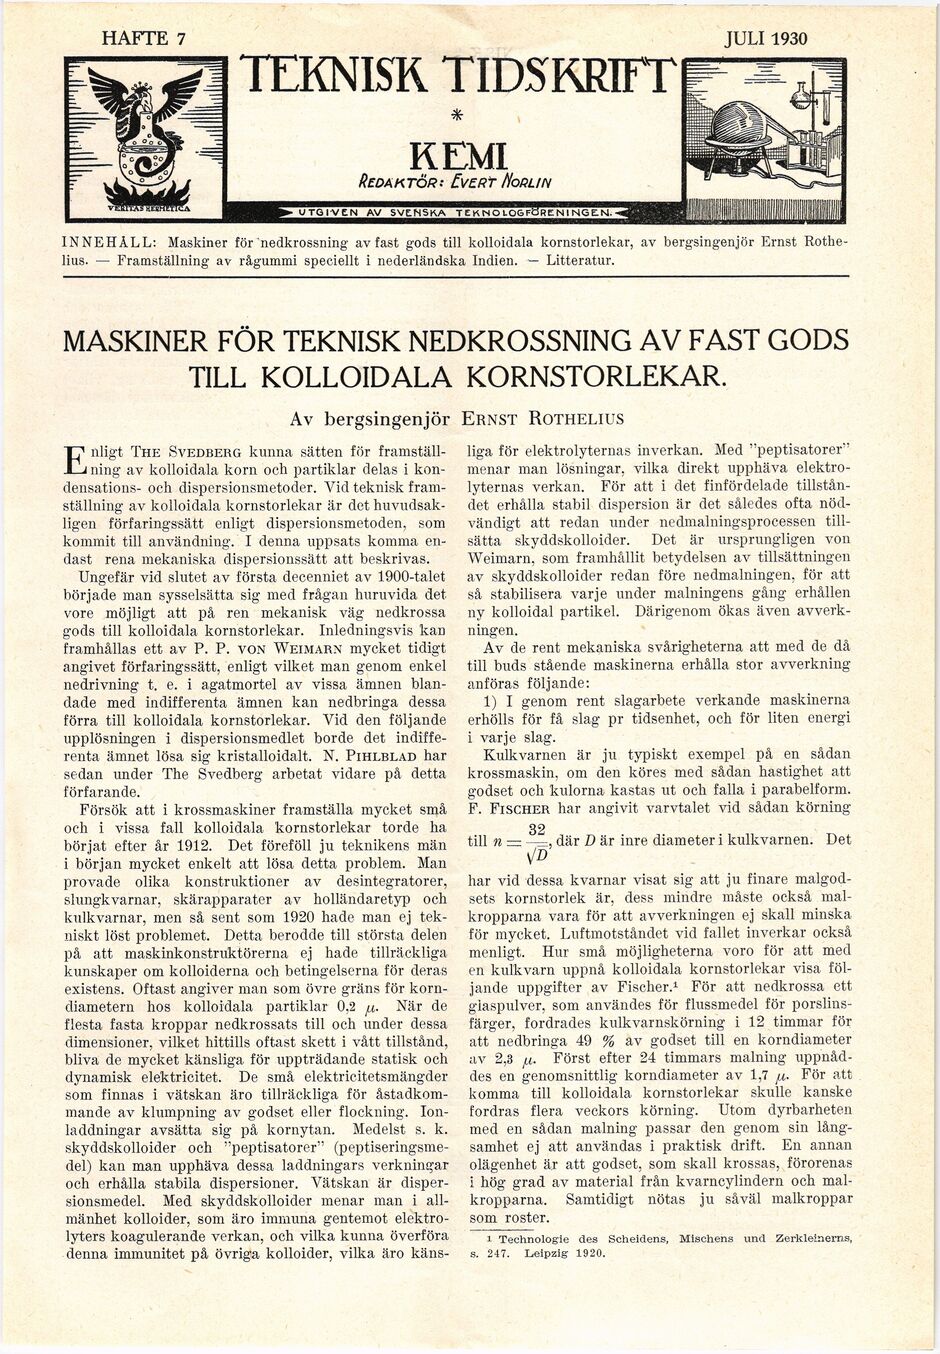 HÄFTE 7
JULI 1930
TEKNISK TIDSKRIFT
*
KEMI
REDAKTÖR: EVERT NORLIN
VERITAS HERMETICA
UTGIVEN AV SVENSKA TEKNOLOGFÖRENINGEN.
INNEHÅLL: Maskiner för nedkrossning av fast gods till kolloidala kornstorlekar, av bergsingenjör Ernst Rothe-
lius. — Framställning av rågummi speciellt i nederländska Indien. — Litteratur.
MASKINER FÖR TEKNISK NEDKROSSNING AV FAST GODS
TILL KOLLOIDALA KORNSTORLEKAR.
Av bergsingenjör ERNST ROTHELIUS
Enligt THE SVEDBERG kunna sätten för framställ-
ning av kolloidala korn och partiklar delas i kon-
densations- och dispersionsmetoder. Vid teknisk fram-
ställning av kolloidala kornstorlekar är det huvudsak-
ligen förfaringssätt enligt dispersionsmetoden, som
kommit till användning. I denna uppsats komma en-
dast rena mekaniska dispersionssätt att beskrivas.
Ungefär vid slutet av första decenniet av 1900-talet
började man sysselsätta sig med frågan huruvida det
vore möjligt att på ren mekanisk väg nedkrossa
gods till kolloidala kornstorlekar. Inledningsvis kan
framhållas ett av P. P. VON WEIMARN mycket tidigt
angivet förfaringssätt, enligt vilket man genom enkel
nedrivning t. e. i agatmortel av vissa ämnen blan-
dade med indifferenta ämnen kan nedbringa dessa
förra till kolloidala kornstorlekar. Vid den följande
upplösningen i dispersionsmedlet borde det indiffe-
renta ämnet lösa sig kristalloidalt. N. PIHLBLAD har
sedan under The Svedberg arbetat vidare på detta
förfarande.
Försök att i krossmaskiner framställa mycket små
och i vissa fall kolloidala kornstorlekar torde ha
börjat efter år 1912. Det föreföll ju teknikens män
i början mycket enkelt att lösa detta problem. Man
provade olika konstruktioner av desintegratorer,
slungkvarnar, skärapparater av holländaretyp och
kulkvarnar, men så sent som 1920 hade man ej tek-
niskt löst problemet. Detta berodde till största delen
på att maskinkonstruktörerna ej hade tillräckliga
kunskaper om kolloiderna och betingelserna för deras
existens. Oftast angiver man som övre gräns för korn-
diametern hos kolloidala partiklar 0,2 μ. När de
flesta fasta kroppar nedkrossats till och under dessa
dimensioner, vilket hittills oftast skett i vått tillstånd,
bliva de mycket känsliga för uppträdande statisk och
dynamisk elektricitet. De små elektricitetsmängder
som finnas i vätskan äro tillräckliga för åstadkom-
mande av klumpning av godset eller flockning. Ion-
laddningar avsätta sig på kornytan. Medelst s. k.
skyddskolloider och ”peptisatorer” (peptiseringsme-
del) kan man upphäva dessa laddningars verkningar
och erhålla stabila dispersioner. Vätskan är disper-
sionsmedel. Med skyddskolloider menar man i all-
mänhet kolloider, som äro immuna gentemot elektro-
lyters koagulerande verkan, och vilka kunna överföra
denna immunitet på övriga kolloider, vilka äro käns-
liga för elektrolyternas inverkan. Med ”peptisatorer”
menar man lösningar, vilka direkt upphäva elektro-
lyternas verkan. För att i det finfördelade tillstån-
det erhålla stabil dispersion är det således ofta nöd-
vändigt att redan under nedmalningsprocessen till-
sätta skyddskolloider. Det är ursprungligen von
Weimarn, som framhållit betydelsen av tillsättningen
av skyddskolloider redan före nedmalningen, för att
så stabilisera varje under malningens gång erhållen
ny kolloidal partikel. Därigenom ökas även avverk-
ningen.
Av de rent mekaniska svårigheterna att med de då
till buds stående maskinerna erhålla stor avverkning
anföras följande:
1) I genom rent slagarbete verkande maskinerna
erhölls för få slag pr tidsenhet, och för liten energi
i varje slag.
Kulkvarnen är ju typiskt exempel på en sådan
krossmaskin, om den köres med sådan hastighet att
godset och kulorna kastas ut och falla i parabelform.
F. FISCHER har angivit varvtalet vid sådan körning
till n = 32/√D, där D är inre diameter i kulkvarnen. Det
har vid dessa kvarnar visat sig att ju finare malgod-
sets kornstorlek är, dess mindre måste också mal-
kropparna vara för att avverkningen ej skall minska
för mycket. Luftmotståndet vid fallet inverkar också
menligt. Hur små möjligheterna voro för att med
en kulkvarn uppnå kolloidala kornstorlekar visa föl-
jande uppgifter av Fischer.¹ För att nedkrossa ett
glaspulver, som användes för flussmedel för porslins-
färger, fordrades kulkvarnskörning i 12 timmar för
att nedbringa 49 % av godset till en korndiameter
av 2,3 μ. Först efter 24 timmars malning uppnåd-
des en genomsnittlig korndiameter av 1,7 μ. För att
komma till kolloidala kornstorlekar skulle kanske
fordras flera veckors körning. Utom dyrbarheten
med en sådan malning passar den genom sin lång-
samhet ej att användas i praktisk drift. En annan
olägenhet är att godset, som skall krossas, förorenas
i hög grad av material från kvarncylindern och mal-
kropparna. Samtidigt nötas ju såväl malkroppar
som roster.
¹ Technologie des Scheidens, Mischens und Zerkleinerns,
s. 247. Leipzig 1920.